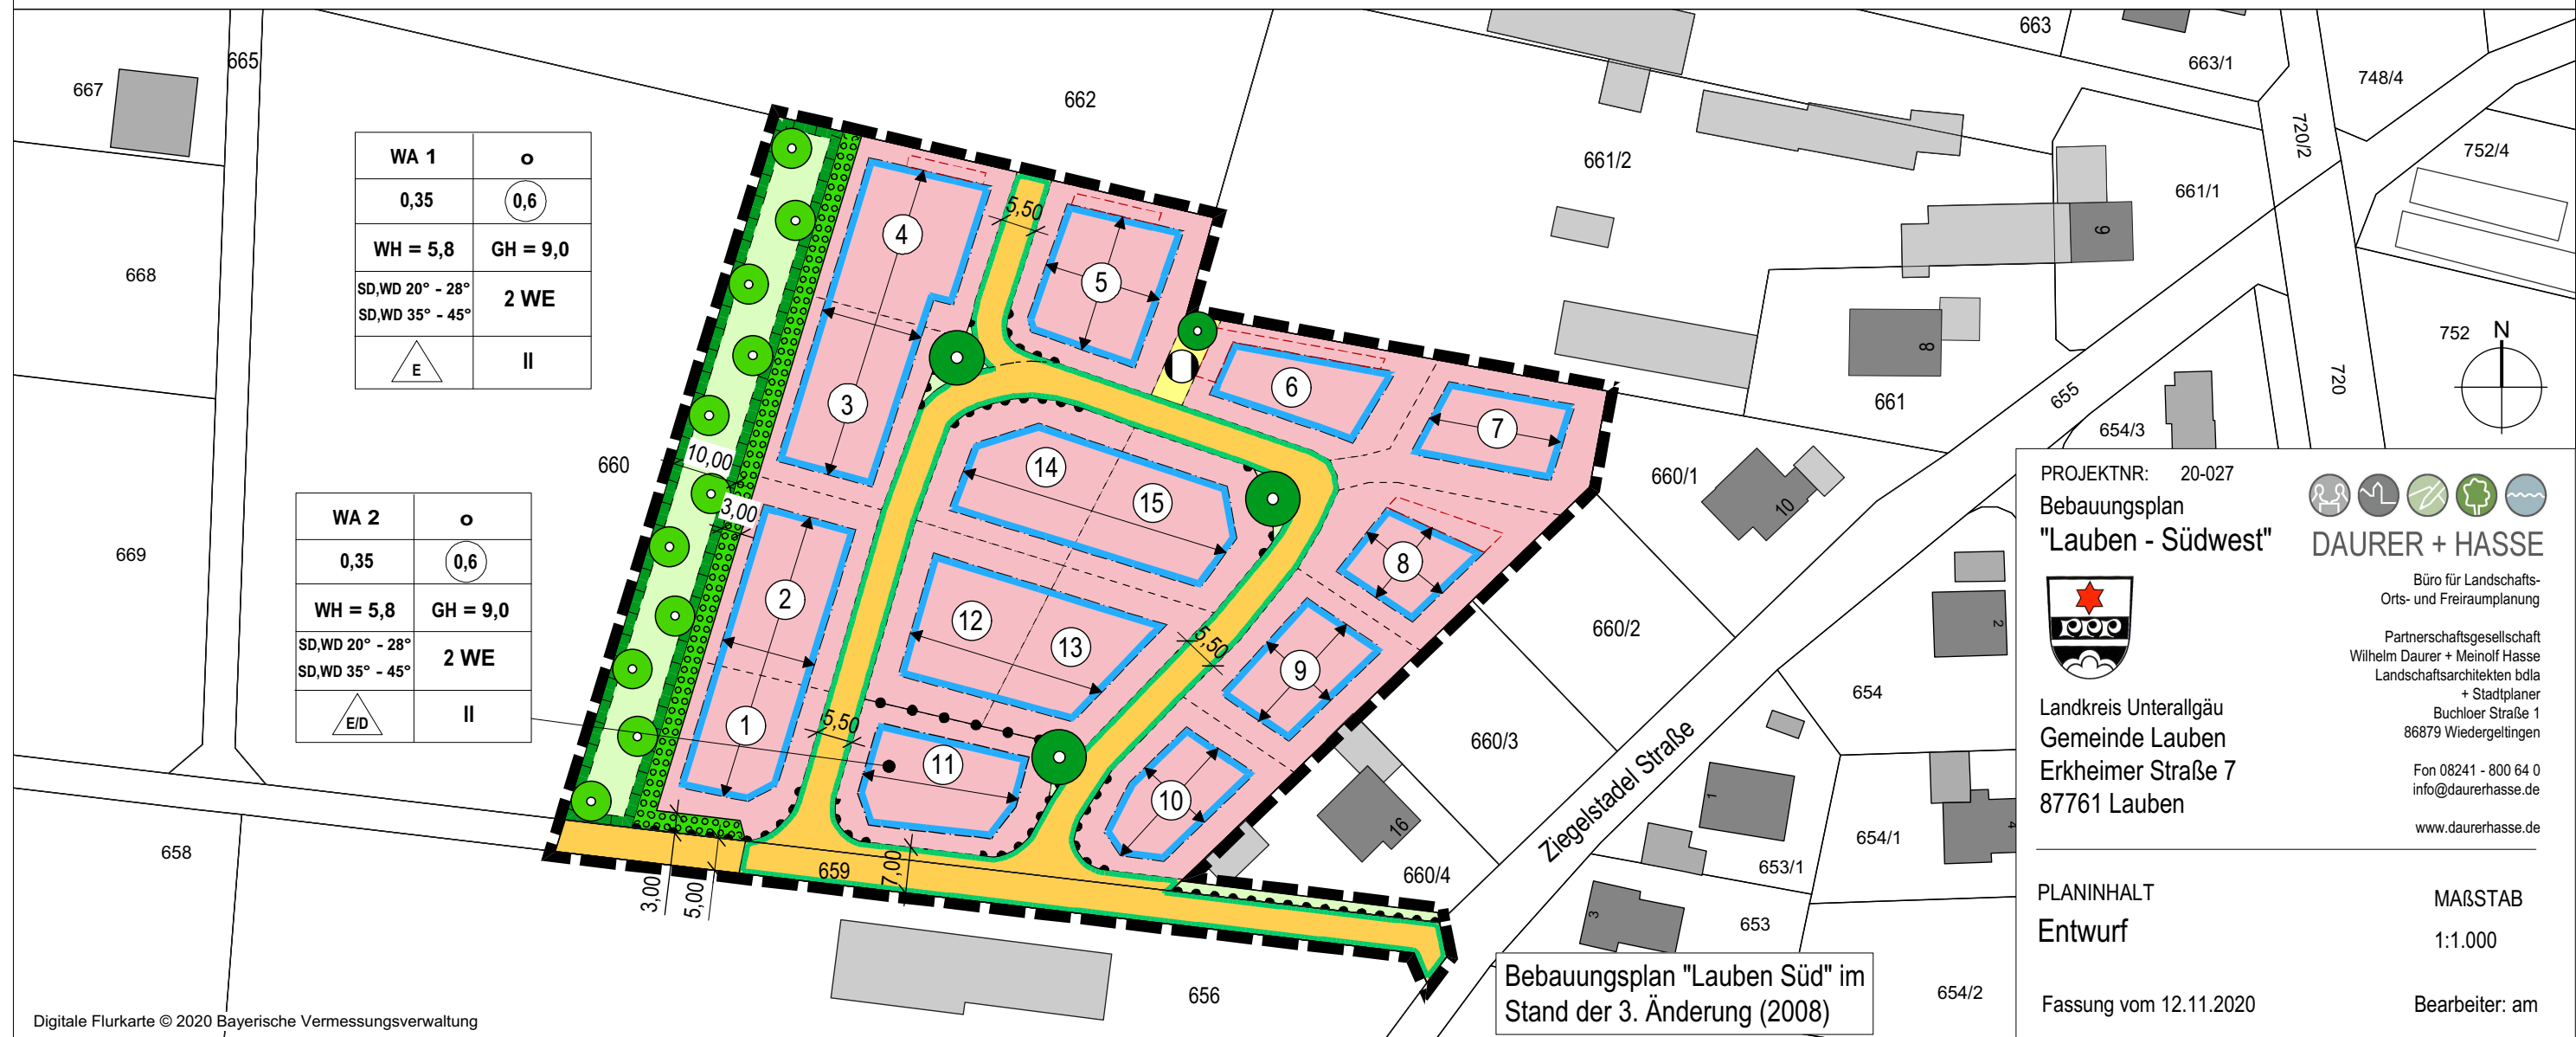 665
667
668
669
660
658
662
663
663/1
748/4
720/2
752/4
661/2
661/1
9
8
661
655
720
752
N
654/3
WA 1 o
0,35 0,6
WH = 5,8 GH = 9,0
SD,WD 20° - 28°
SD,WD 35° - 45°
2 WE
E II
WA 2 o
0,35 0,6
WH = 5,8 GH = 9,0
SD,WD 20° - 28°
SD,WD 35° - 45°
2 WE
E/D II
4
5,50
5
3
6
7
10,00
3,00
14
15
8
2
12
13
5,50
9
1
5,50
11
10
659
7,00
3,00
5,00
656
660/1
10
660/2
660/3
16
660/4
Ziegelstadel Straße
2
654
1
653/1
654/1
4
3
653
654/2
Bebauungsplan "Lauben Süd" im
Stand der 3. Änderung (2008)
Digitale Flurkarte © 2020 Bayerische Vermessungsverwaltung
PROJEKTNR: 20-027
Bebauungsplan
"Lauben - Südwest"
DAURER + HASSE
Büro für Landschafts-
Orts- und Freiraumplanung
Partnerschaftsgesellschaft
Wilhelm Daurer + Meinolf Hasse
Landschaftsarchitekten bdla
+ Stadtplaner
Buchloer Straße 1
86879 Wiedergeltingen
Fon 08241 - 800 64 0
info@daurerhasse.de
www.daurerhasse.de
Landkreis Unterallgäu
Gemeinde Lauben
Erkheimer Straße 7
87761 Lauben
PLANINHALT
Entwurf
MAßSTAB
1:1.000
Fassung vom 12.11.2020
Bearbeiter: am